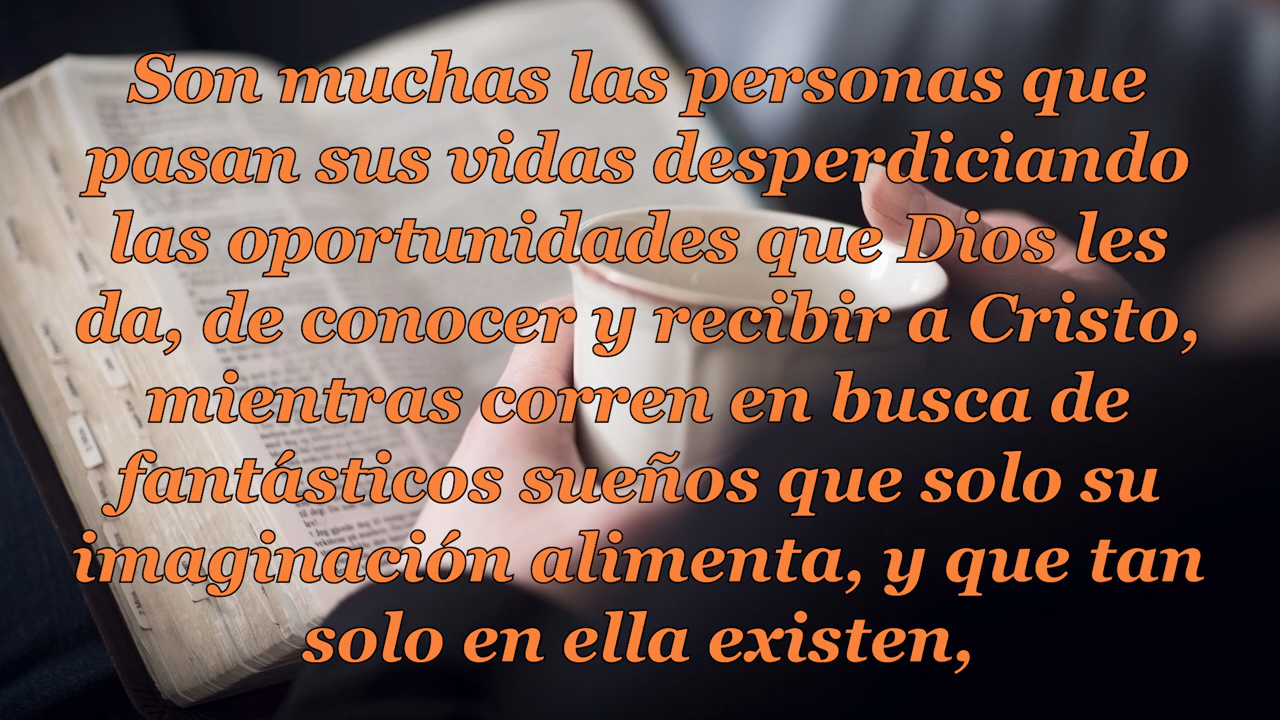 Son muchas las personas que
pasan sus vidas desperdiciando
las oportunidades que Dios les
da, de conocer y recibir a Cristo,
mientras corren en busca de
fantásticos sueños que solo su
imaginación alimenta, y que tan
solo en ella existen,